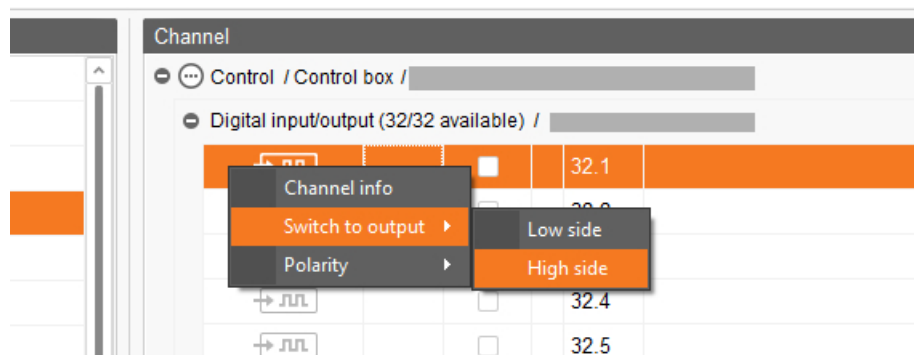 Channel
Control / Control box /
Digital input/output (32/32 available) /
32.1
Channel info
Switch to output
Low side
Polarity
High side
32.4
32.5